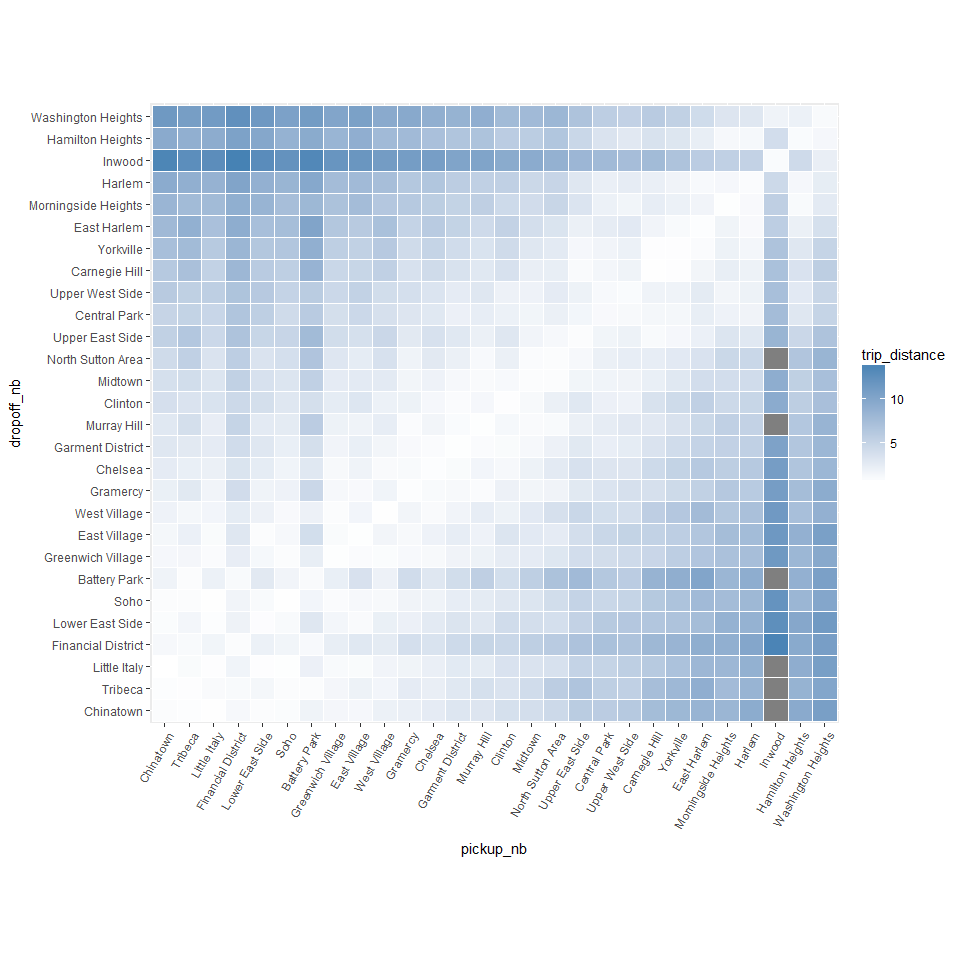 Washington Heights
Hamilton Heights
Inwood
Harlem
Morningside Heights
East Harlem
Yorkville
Carnegie Hill
Upper West Side
Central Park
Upper East Side
North Sutton Area
Midtown
Clinton
Murray Hill
Garment District
Chelsea
Gramercy
West Village
East Village
Greenwich Village
Battery Park
Soho
Lower East Side
Financial District
Little Italy
Tribeca
Chinatown
dropoff_nb
trip_distance
10
5
Chinatown
Tribeca
Little Italy
Financial District
Lower East Side
Soho
Battery Park
Greenwich Village
East Village
West Village
Gramercy
Chelsea
Garment District
Murray Hill
Clinton
Midtown
North Sutton Area
Upper East Side
Central Park
Upper West Side
Carnegie Hill
Yorkville
East Harlem
Morningside Heights
Harlem
Inwood
Hamilton Heights
Washington Heights
pickup_nb